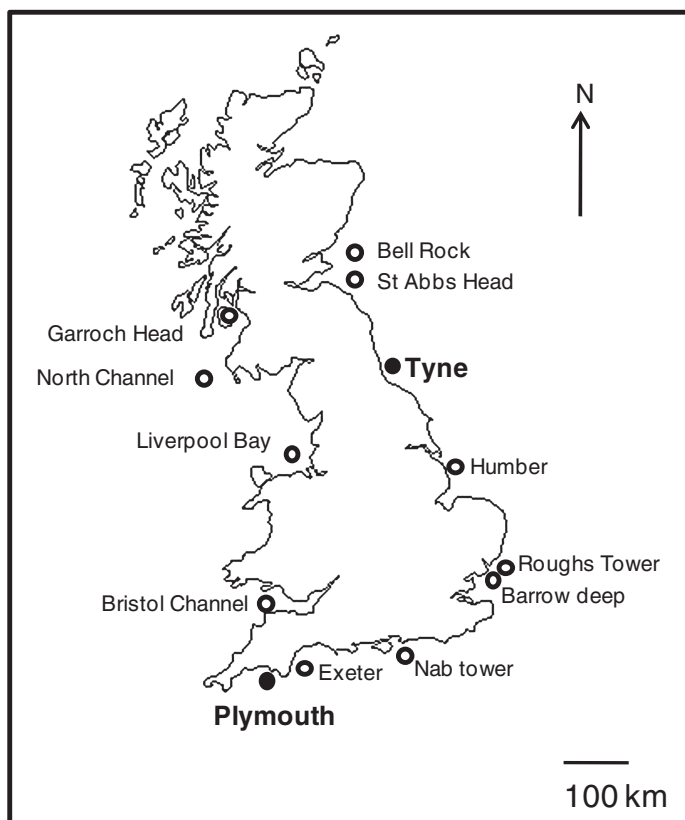 N
Bell Rock
St Abbs Head
Garroch Head
Tyne
North Channel
Liverpool Bay
Humber
Roughs Tower
Barrow deep
Bristol Channel
Exeter
Nab tower
Plymouth
100 km